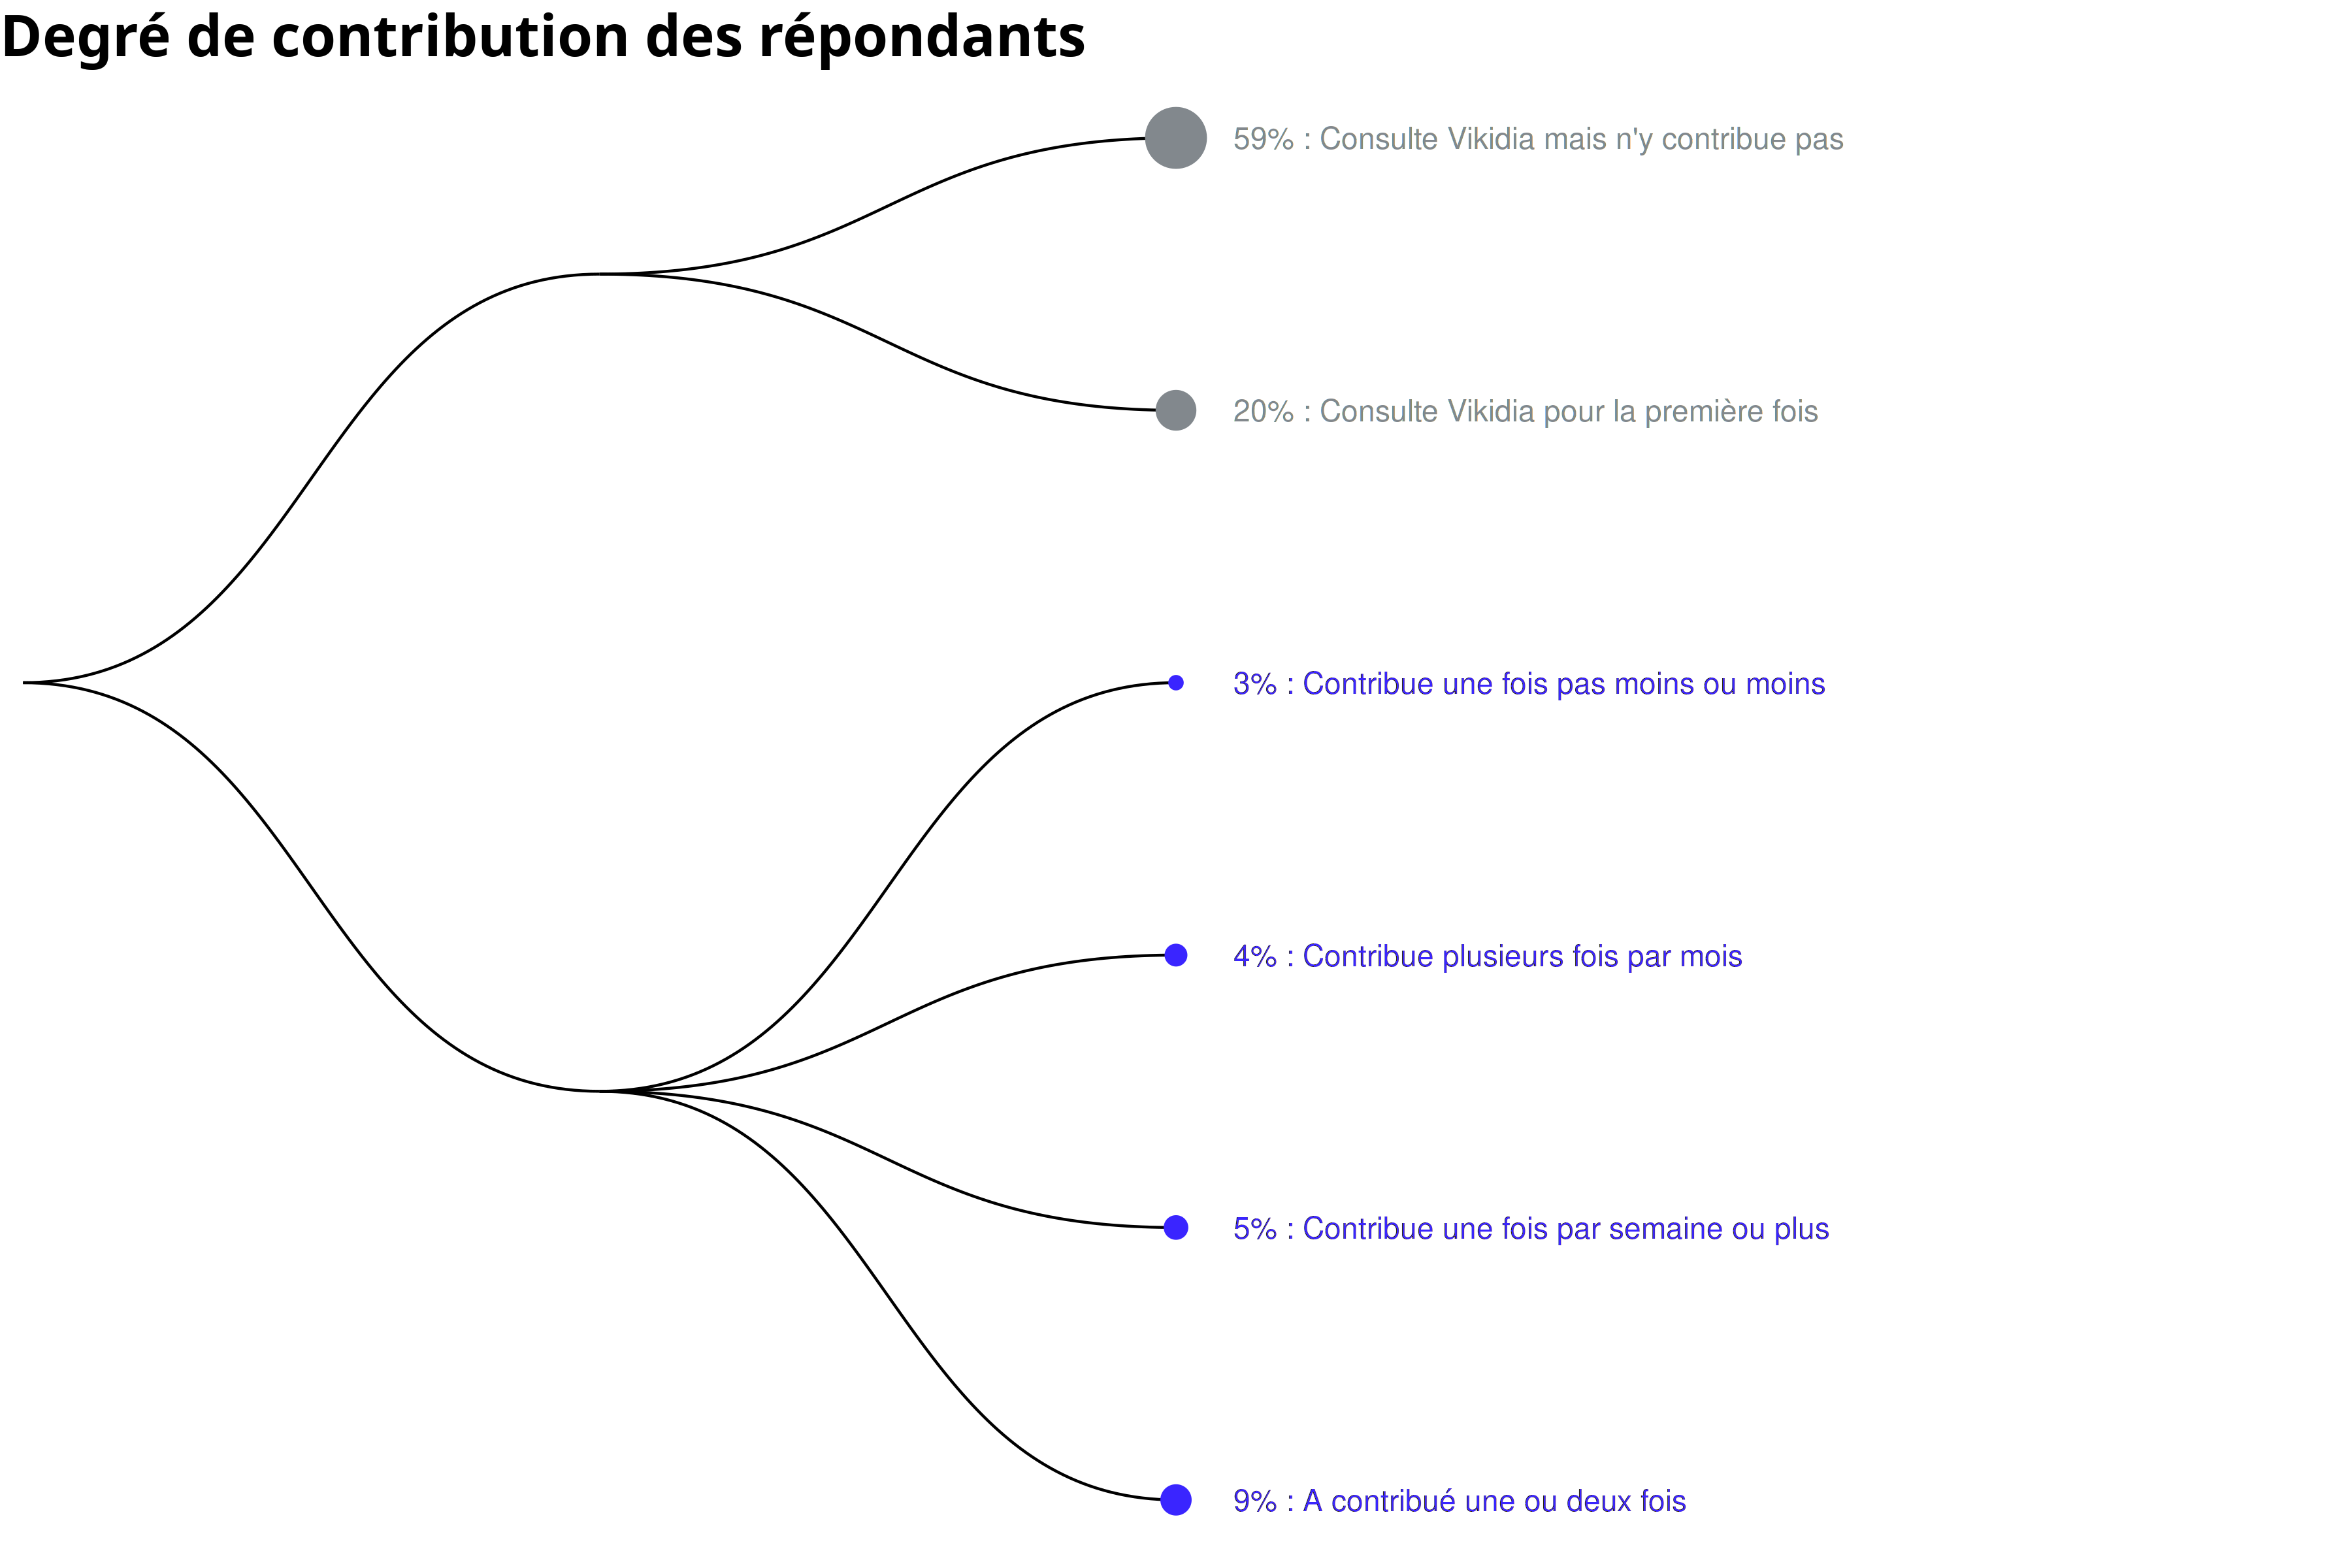 Degré de contribution des répondants
59% : Consulte Vikidia mais n'y contribue pas
20% : Consulte Vikidia pour la première fois
3% : Contribue une fois pas moins ou moins
4% : Contribue plusieurs fois par mois
5% : Contribue une fois par semaine ou plus
9% : A contribué une ou deux fois